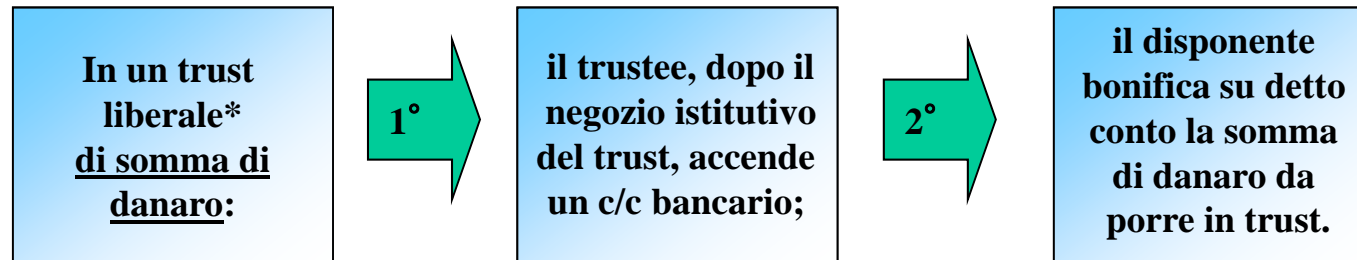 In un trust
liberale*
di somma di
danaro:
1°
il trustee, dopo il
negozio istitutivo
del trust, accende
un c/c bancario;
2°
il disponente
bonifica su detto
conto la somma
di danaro da
porre in trust.